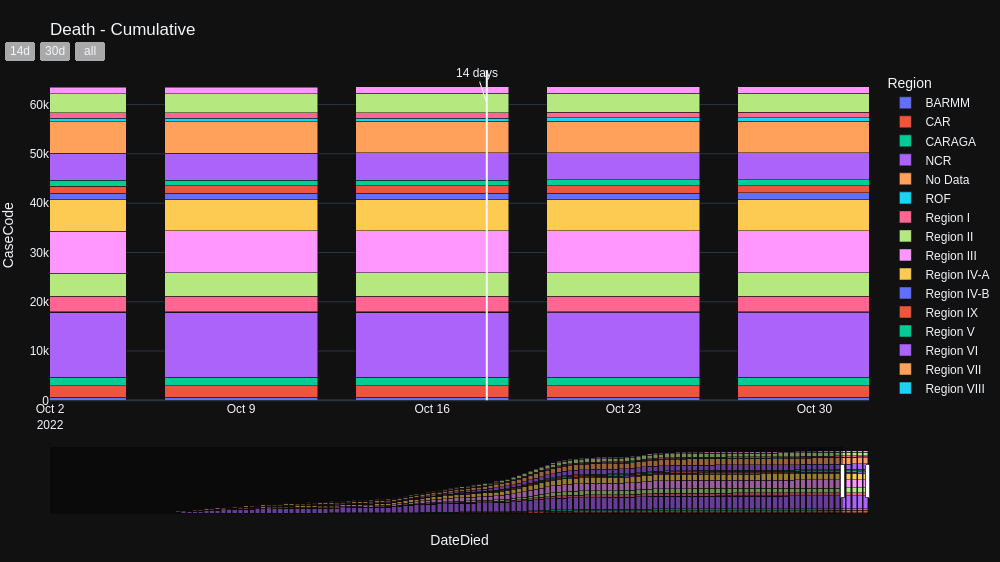 Death - Cumulative
14d 30d all
14 days
Region
BARMM
CAR
CARAGA
NCR
No Data
ROF
Region I
Region II
Region III
Region IV-A
Region IV-B
Region IX
Region V
Region VI
Region VII
Region VIII
CaseCode
60k
50k
40k
30k
20k
10k
0
Oct 2 Oct 9 Oct 16 Oct 23 Oct 30
2022
DateDied